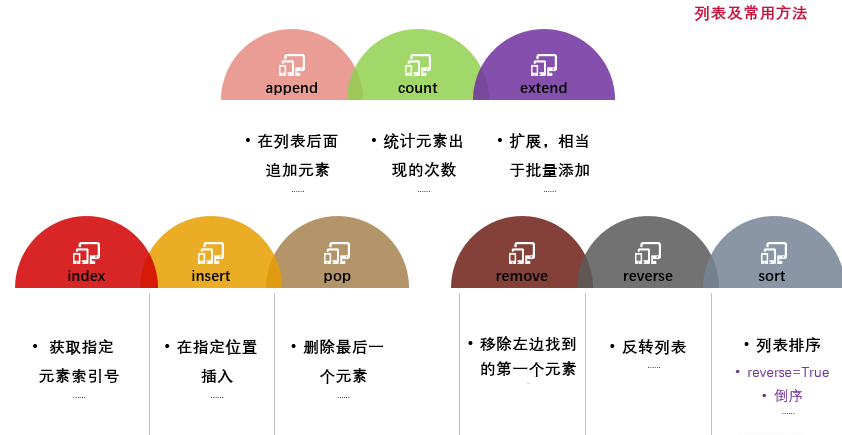 列表及常用方法
append
count
extend
• 在列表后面
追加元素
......
• 统计元素出
现的次数
......
• 扩展，相当
于批量添加
......
index
insert
pop
remove
reverse
sort
• 获取指定
元素索引号
......
• 在指定位置
插入
......
• 删除最后一
个元素
......
• 移除左边找到
的第一个元素
• 反转列表
......
• 列表排序
• reverse=True
• 倒序
......